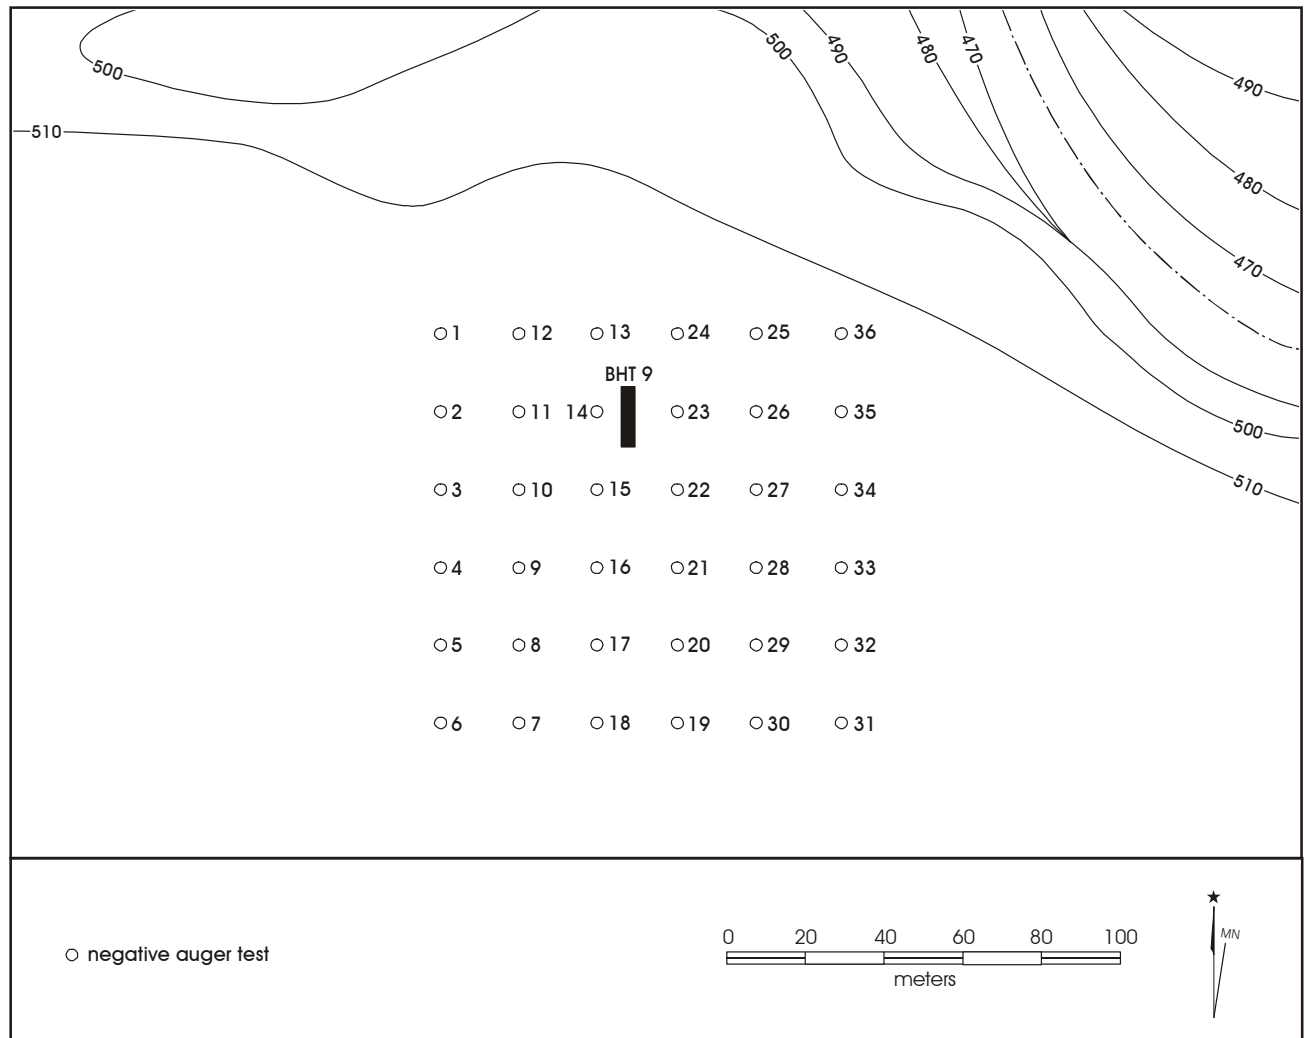 500 490 480 470 490
500
510
480
470
500
510
1 12 13 24 25 36
BHT 9
2 11 14 23 26 35
3 10 15 22 27 34
4 9 16 21 28 33
5 8 17 20 29 32
6 7 18 19 30 31
negative auger test
0 20 40 60 80 100
meters
MN